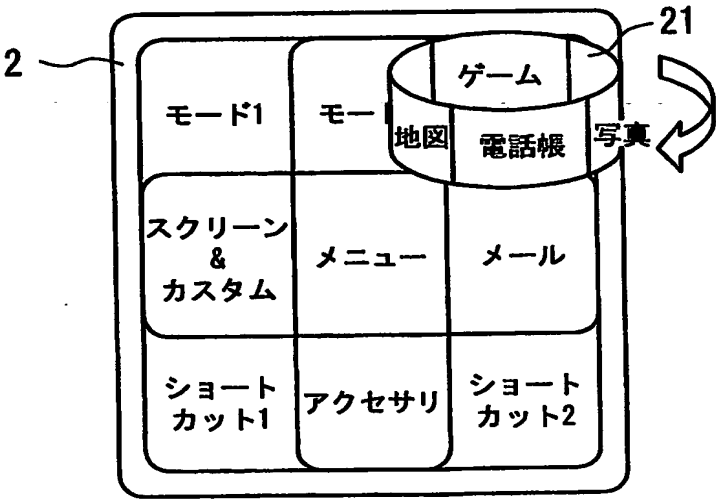 21
2
ゲーム
モード1
モー
地図
電話帳
写真
スクリーン
&
カスタム
メニュー
メール
ショート
カット1
アクセサリ
ショート
カット2